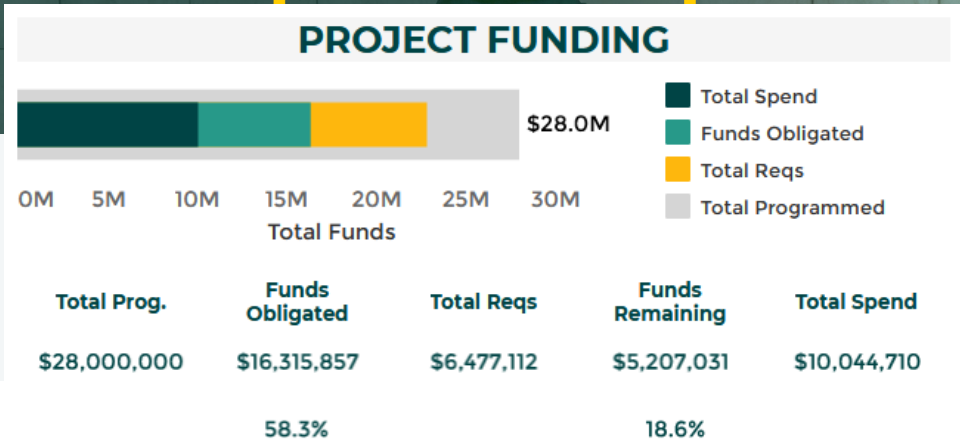 PROJECT FUNDING
$28.0M
0M 5M 10M 15M 20M 25M 30M
Total Funds
Total Spend
Funds Obligated
Total Reqs
Total Programmed
Total Prog.
Funds
Obligated
Total Reqs
Funds
Remaining
Total Spend
$28,000,000 $16,315,857 $6,477,112 $5,207,031 $10,044,710
58.3% 18.6%